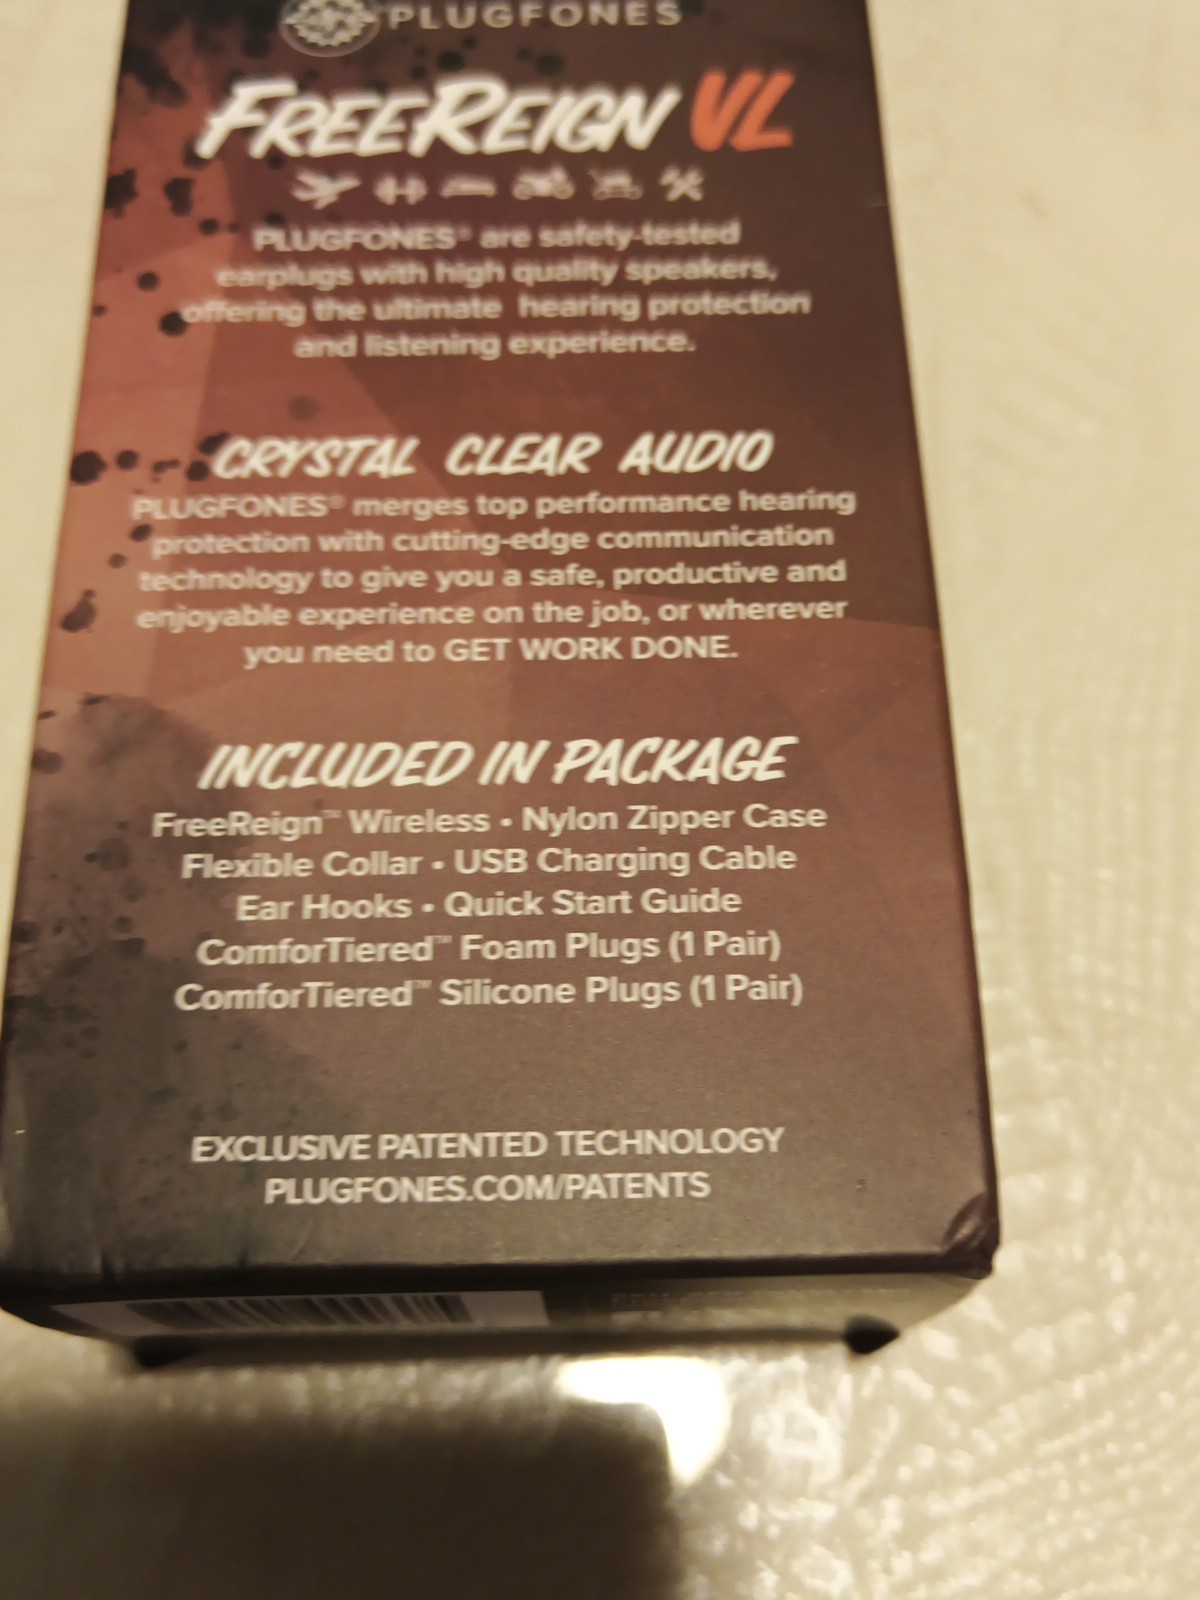 PLUGFONES
FREEREIGN VL
PLUGFONES® are safety-tested
earplugs with high quality speakers,
offering the ultimate hearing protection
and listening experience.
CRYSTAL CLEAR AUDIO
PLUGFONES® merges top performance hearing
protection with cutting-edge communication
technology to give you a safe, productive and
enjoyable experience on the job, or wherever
you need to GET WORK DONE.
INCLUDED IN PACKAGE
FreeReign™ Wireless • Nylon Zipper Case
Flexible Collar • USB Charging Cable
Ear Hooks • Quick Start Guide
ComforTiered™ Foam Plugs (1 Pair)
ComforTiered™ Silicone Plugs (1 Pair)
EXCLUSIVE PATENTED TECHNOLOGY
PLUGFONES.COM/PATENTS